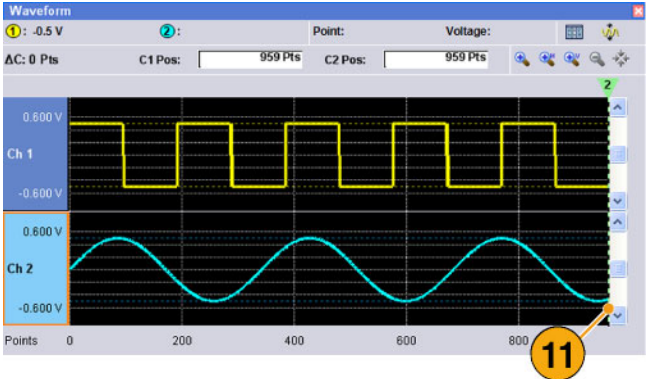 Waveform
1: -0.5 V 2: Point: Voltage:
ΔC: 0 Pts C1 Pos: 959 Pts C2 Pos: 959 Pts
2
0.600 V
Ch 1
-0.600 V
0.600 V
Ch 2
-0.600 V
Points 0 200 400 600 800
11